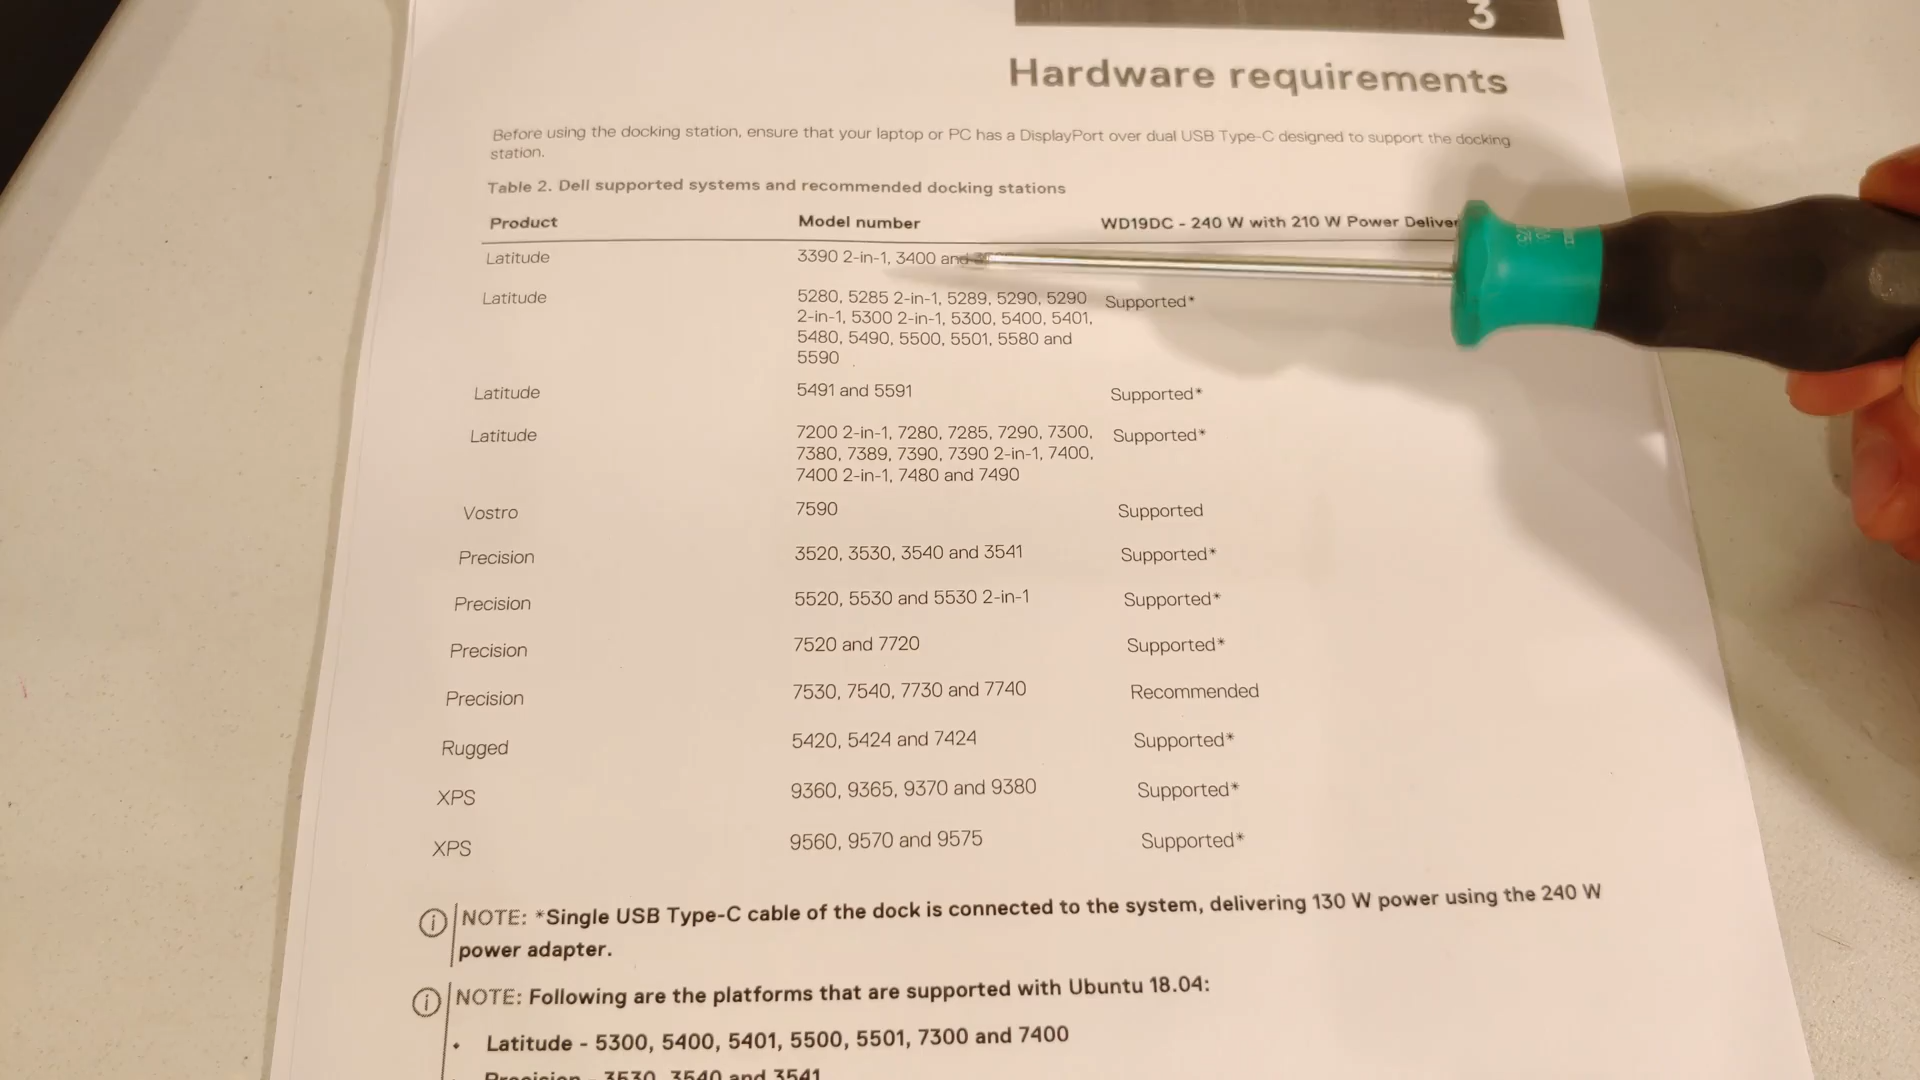 3
Hardware requirements
Before using the docking station, ensure that your laptop or PC has a DisplayPort over dual USB Type-C designed to support the docking
station.
Table 2. Dell supported systems and recommended docking stations
Product Model number WD19DC - 240 W with 210 W Power
Latitude 3390 2-in-1, 3400 and
Latitude 5280, 5285 2-in-1, 5289, 5290, 5290 Supported*
2-in-1, 5300 2-in-1, 5300, 5400, 5401,
5480, 5490, 5500, 5501, 5580 and
5590
Latitude 5491 and 5591 Supported*
Latitude 7200 2-in-1, 7280, 7285, 7290, 7300, Supported*
7380, 7389, 7390, 7390 2-in-1, 7400,
7400 2-in-1, 7480 and 7490
Vostro 7590 Supported
Precision 3520, 3530, 3540 and 3541 Supported*
Precision 5520, 5530 and 5530 2-in-1 Supported*
Precision 7520 and 7720 Supported*
Precision 7530, 7540, 7730 and 7740 Recommended
Rugged 5420, 5424 and 7424 Supported*
XPS 9360, 9365, 9370 and 9380 Supported*
XPS 9560, 9570 and 9575 Supported*
NOTE: *Single USB Type-C cable of the dock is connected to the system, delivering 130 W power using the 240 W
power adapter.
NOTE: Following are the platforms that are supported with Ubuntu 18.04:
• Latitude - 5300, 5400, 5401, 5500, 5501, 7300 and 7400
Precision - 3530, 3540 and 3541